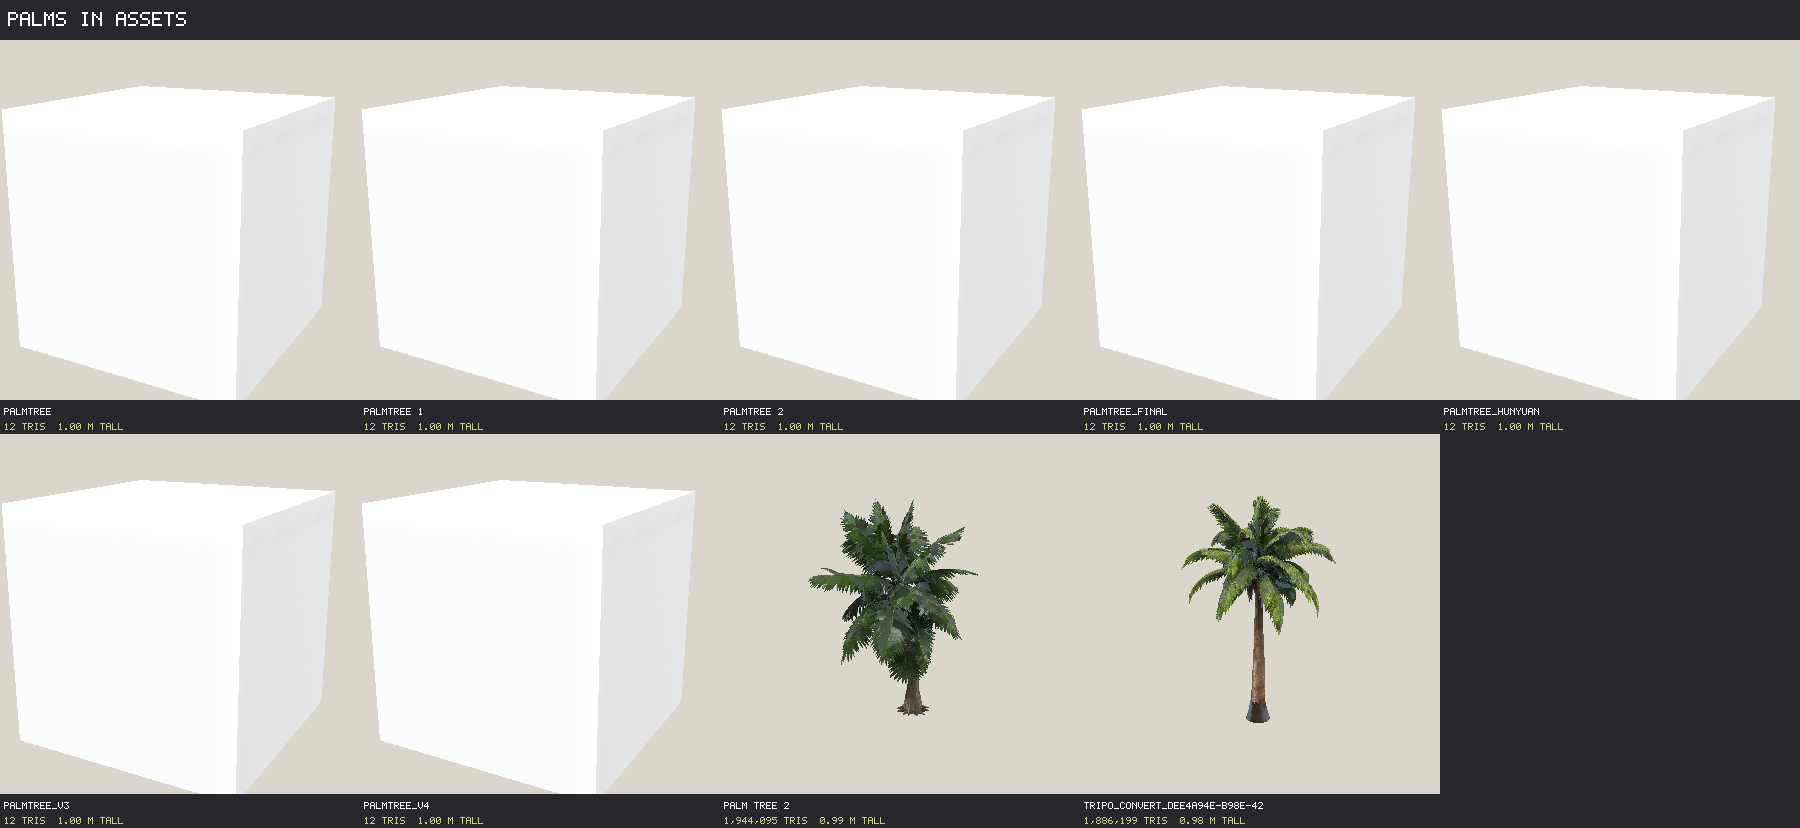 PALMS IN ASSETS
PALMTREE
12 TRIS 1.00 M TALL
PALMTREE 1
12 TRIS 1.00 M TALL
PALMTREE 2
12 TRIS 1.00 M TALL
PALMTREE_FINAL
12 TRIS 1.00 M TALL
PALMTREE_HUNYUAN
12 TRIS 1.00 M TALL
PALMTREE_V3
12 TRIS 1.00 M TALL
PALMTREE_V4
12 TRIS 1.00 M TALL
PALM TREE 2
1,944,095 TRIS 0.99 M TALL
TRIPO_CONVERT_DEE4A94E-B98E-42
1,886,199 TRIS 0.98 M TALL